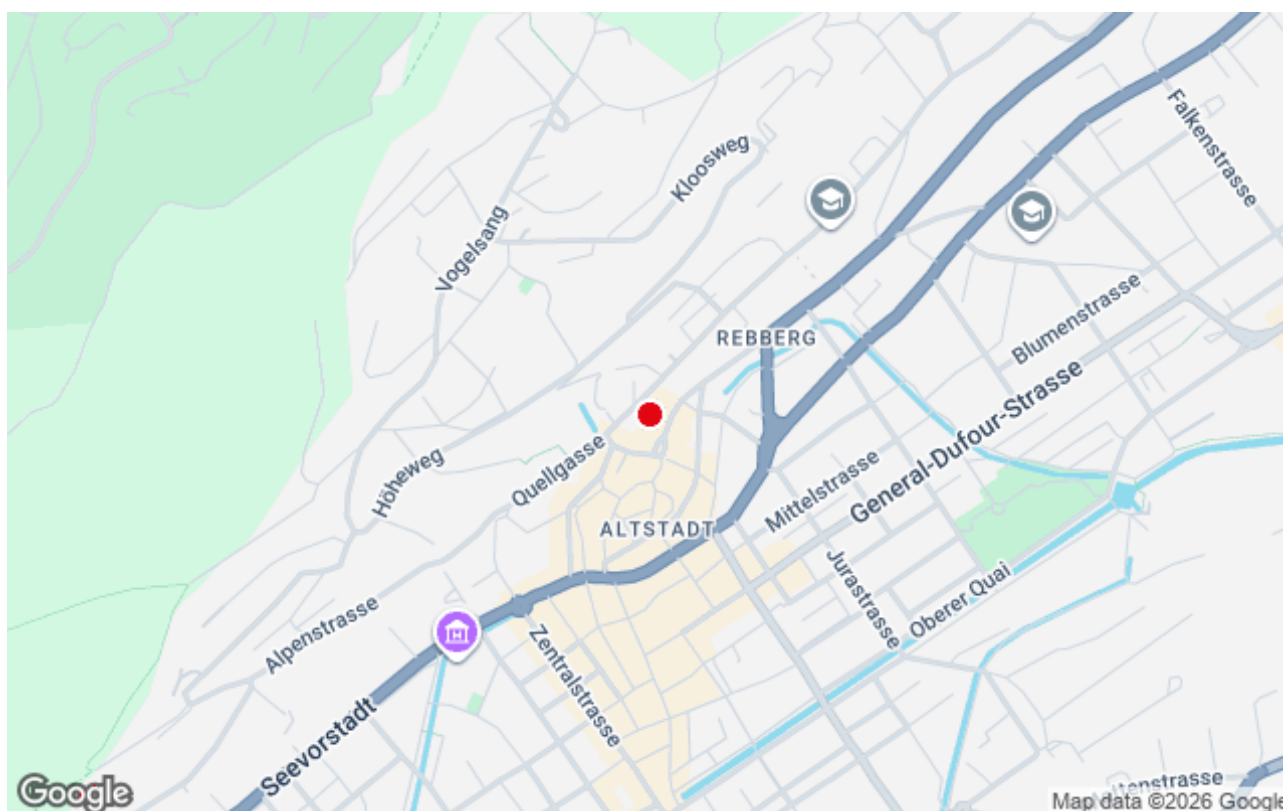 Falkenstrasse
Kloosweg
Vogelsang
Blumenstrasse
REBBERG
General-Dufour-Strasse
Höheweg
Quellgasse
Mittelstrasse
ALTSTADT
Jurastrasse
Oberer Quai
Alpenstrasse
Zentralstrasse
Seevorstadt
Google
Map data ©2026 Google